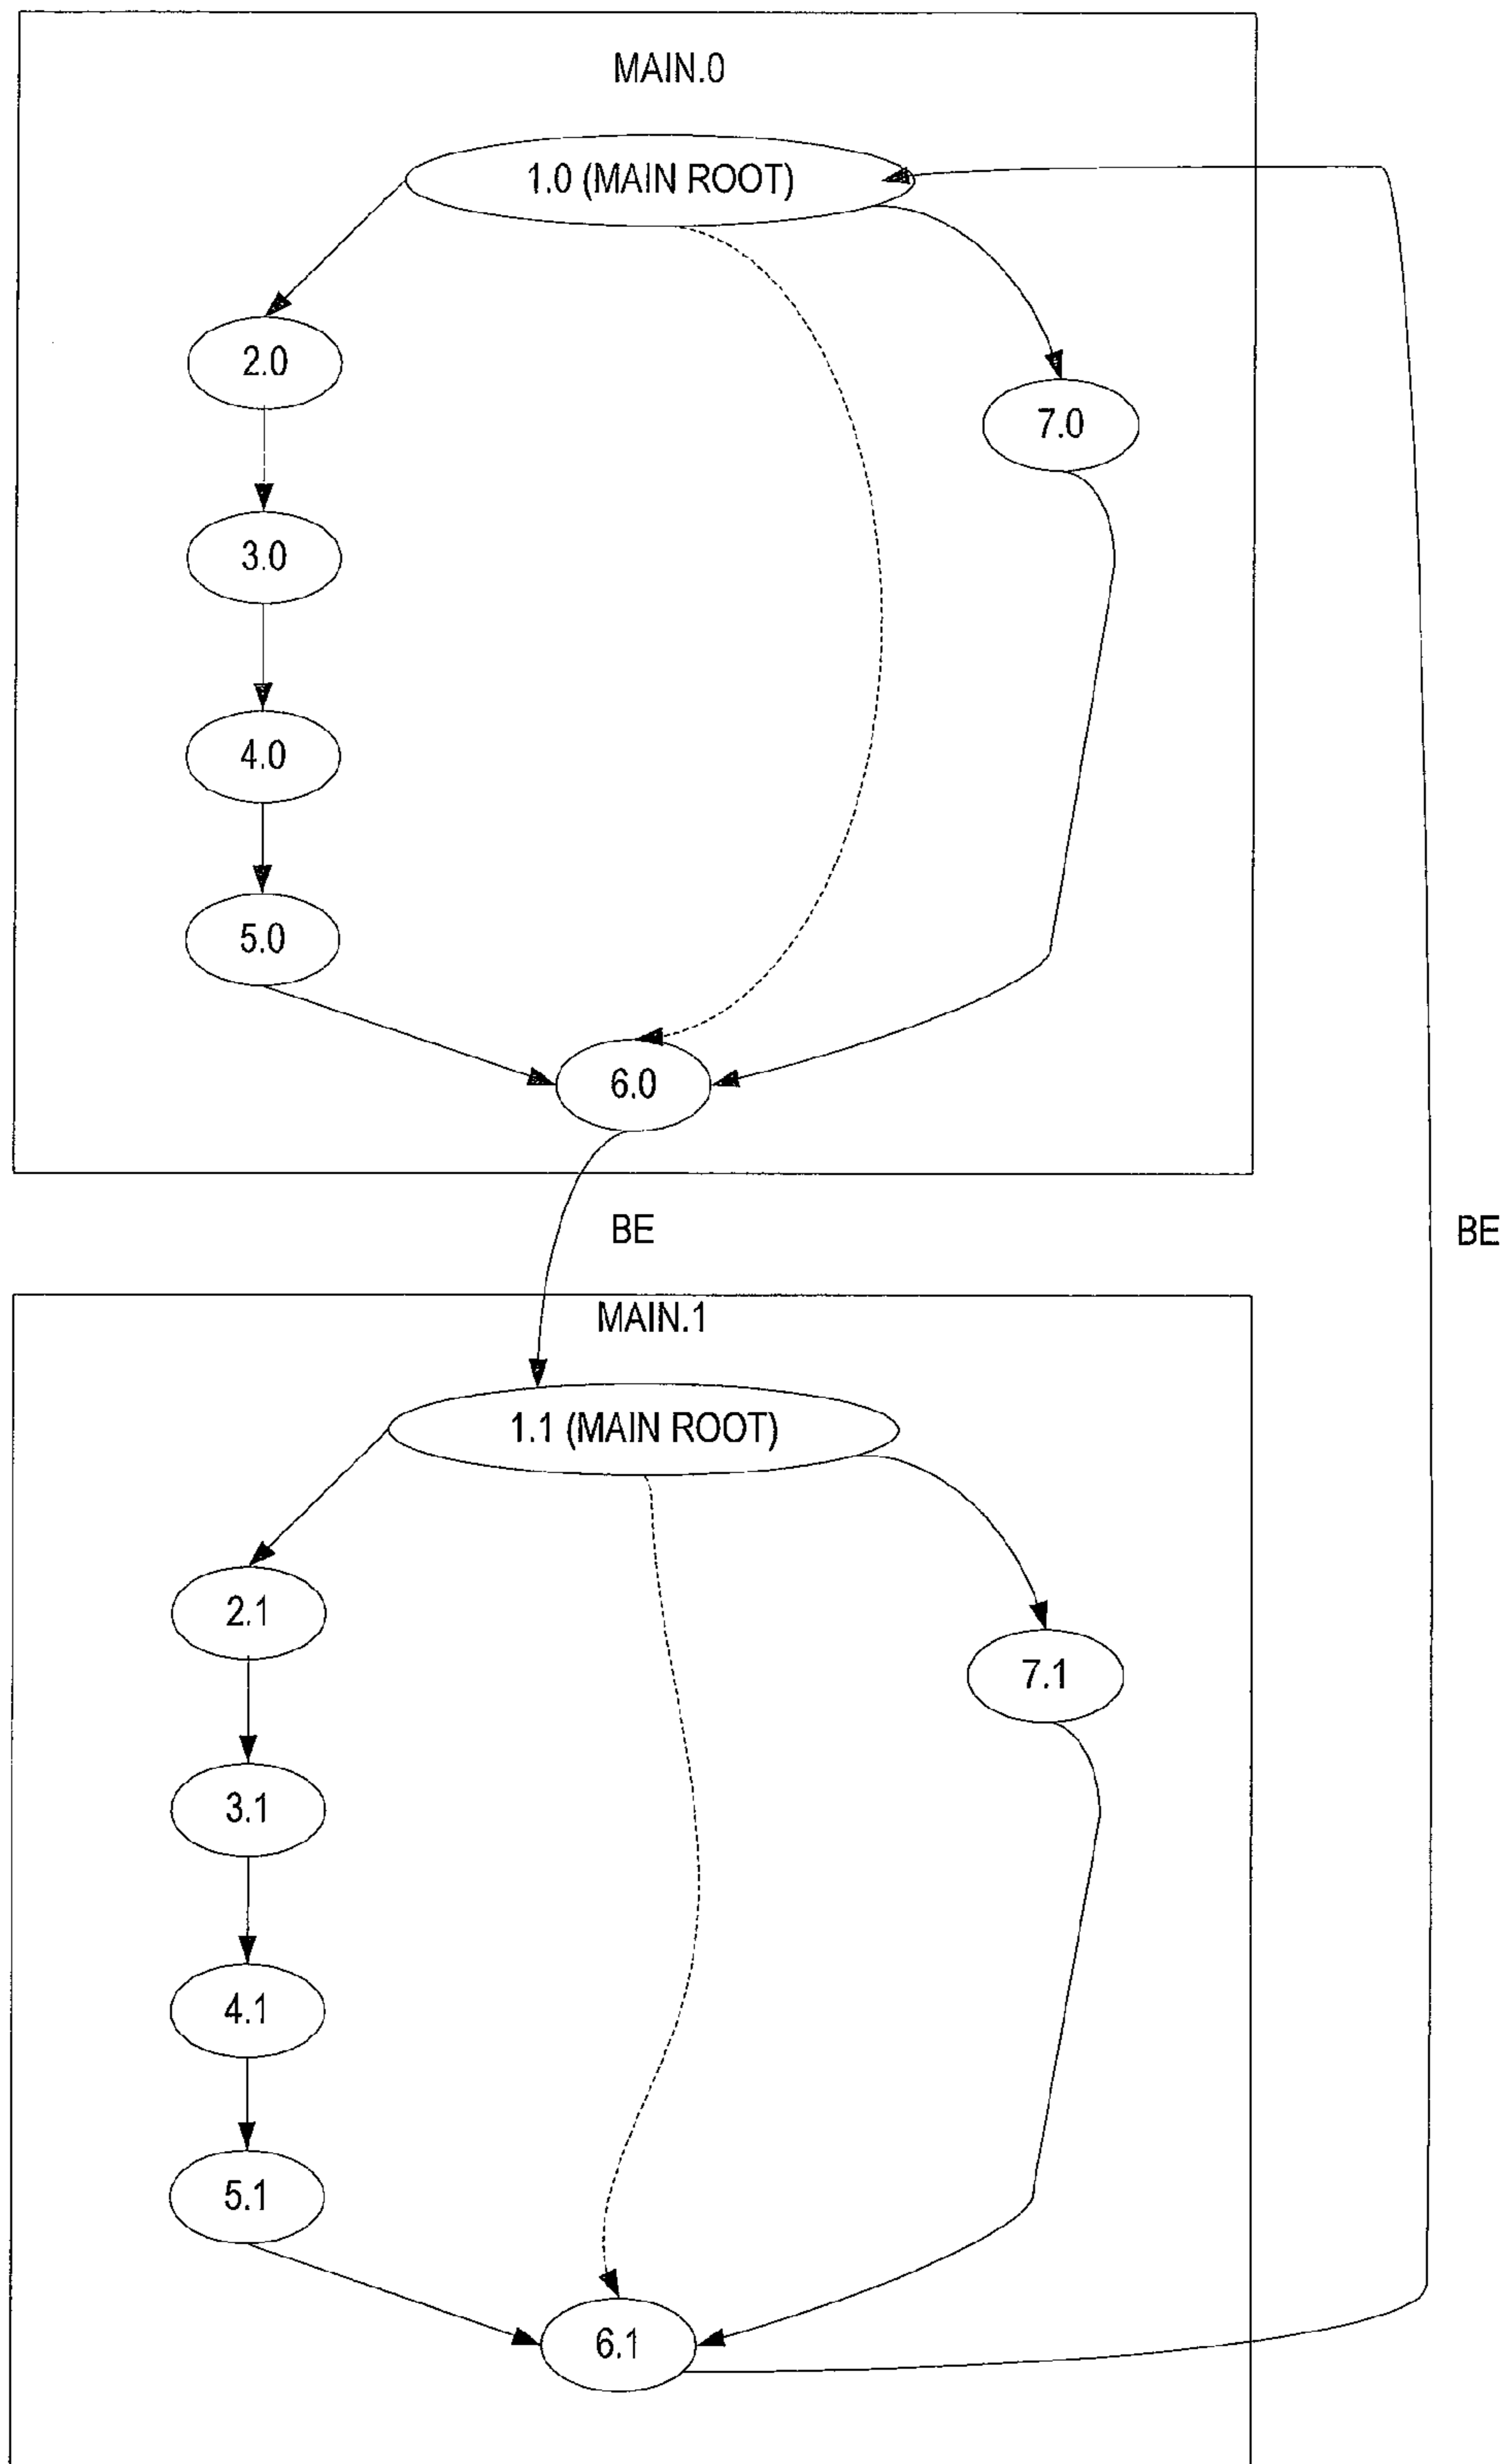 MAIN.0
1.0 (MAIN ROOT)
2.0
7.0
3.0
4.0
5.0
6.0
BE
BE
MAIN.1
1.1 (MAIN ROOT)
2.1
7.1
3.1
4.1
5.1
6.1